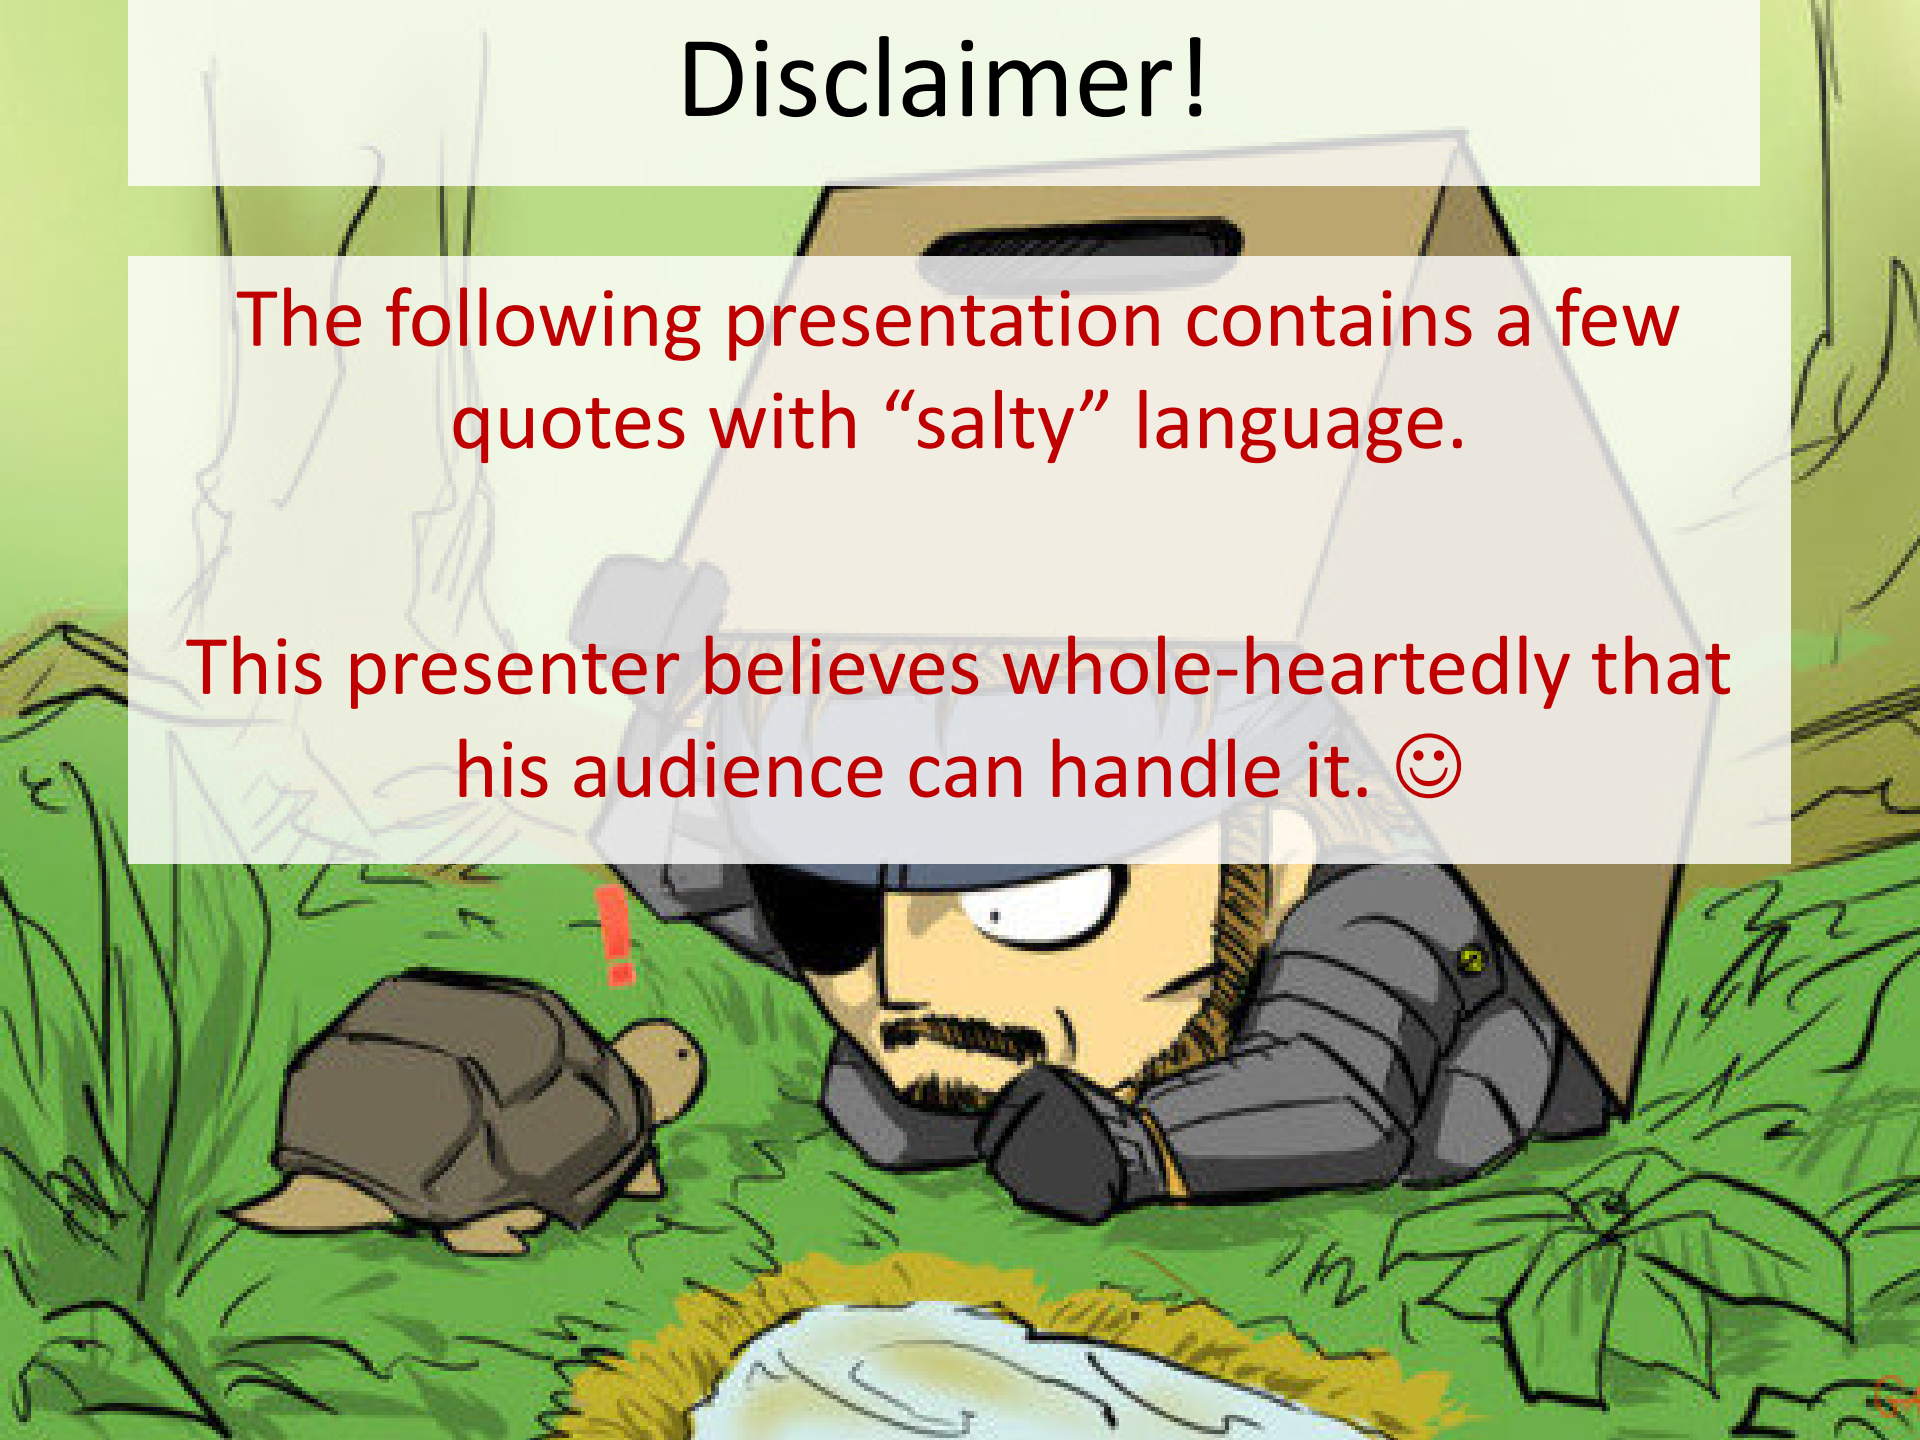 Disclaimer!
The following presentation contains a few
quotes with “salty” language.
This presenter believes whole-heartedly that
his audience can handle it. ☺
!